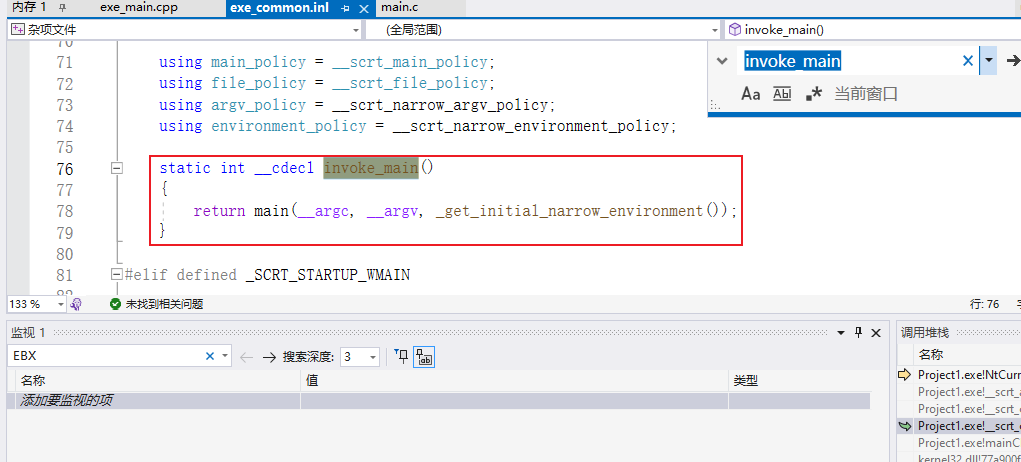 内存 1 exe_main.cpp exe_common.inl main.c
杂项文件 (全局范围) invoke_main()
71 using main_policy = __scrt_main_policy;
invoke_main
72 using file_policy = __scrt_file_policy;
73 using argv_policy = __scrt_narrow_argv_policy;
Aa Abl .* 当前窗口
74 using environment_policy = __scrt_narrow_environment_policy;
75
76 static int __cdecl invoke_main()
77 {
78 return main(__argc, __argv, _get_initial_narrow_environment());
79 }
80
81 #elif defined _SCRT_STARTUP_WMAIN
133 % 未找到相关问题 行: 76
监视 1 调用堆栈
EBX 搜索深度: 3 名称
名称 值 类型
Project1.exe!NtCurr
添加要监视的项
Project1.exe!__scrt_
Project1.exe!__scrt_
Project1.exe!__scrt_
Project1.exe!mainC
kernel32.dll!77a900f